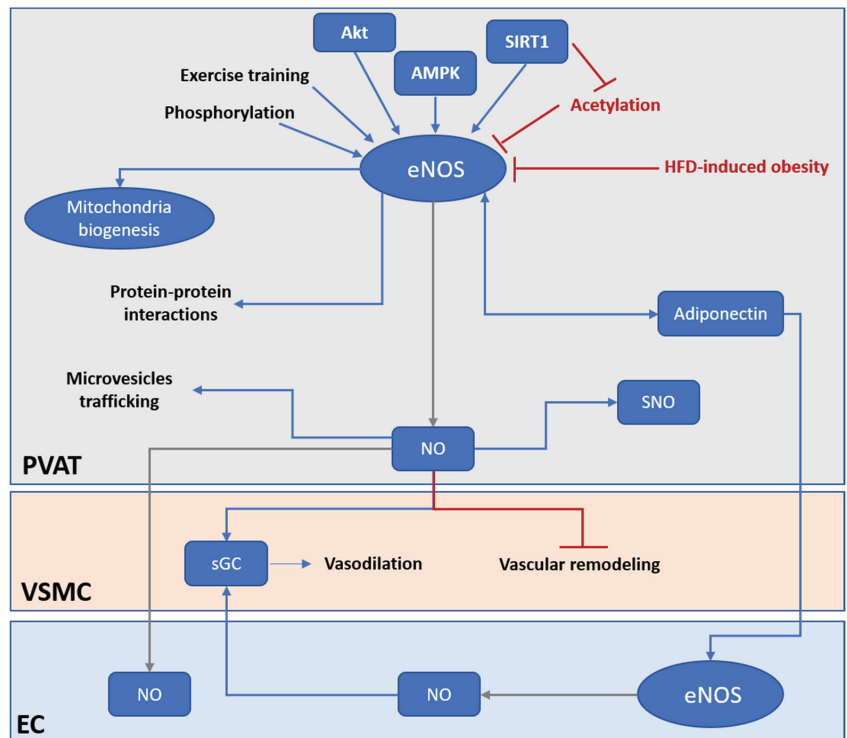 Akt
SIRT1
AMPK
Exercise training
Acetylation
Phosphorylation
eNOS
HFD-induced obesity
Mitochondria
biogenesis
Protein-protein
interactions
Adiponectin
Microvesicles
trafficking
SNO
NO
PVAT
sGC
Vasodilation
Vascular remodeling
VSMC
NO
NO
eNOS
EC